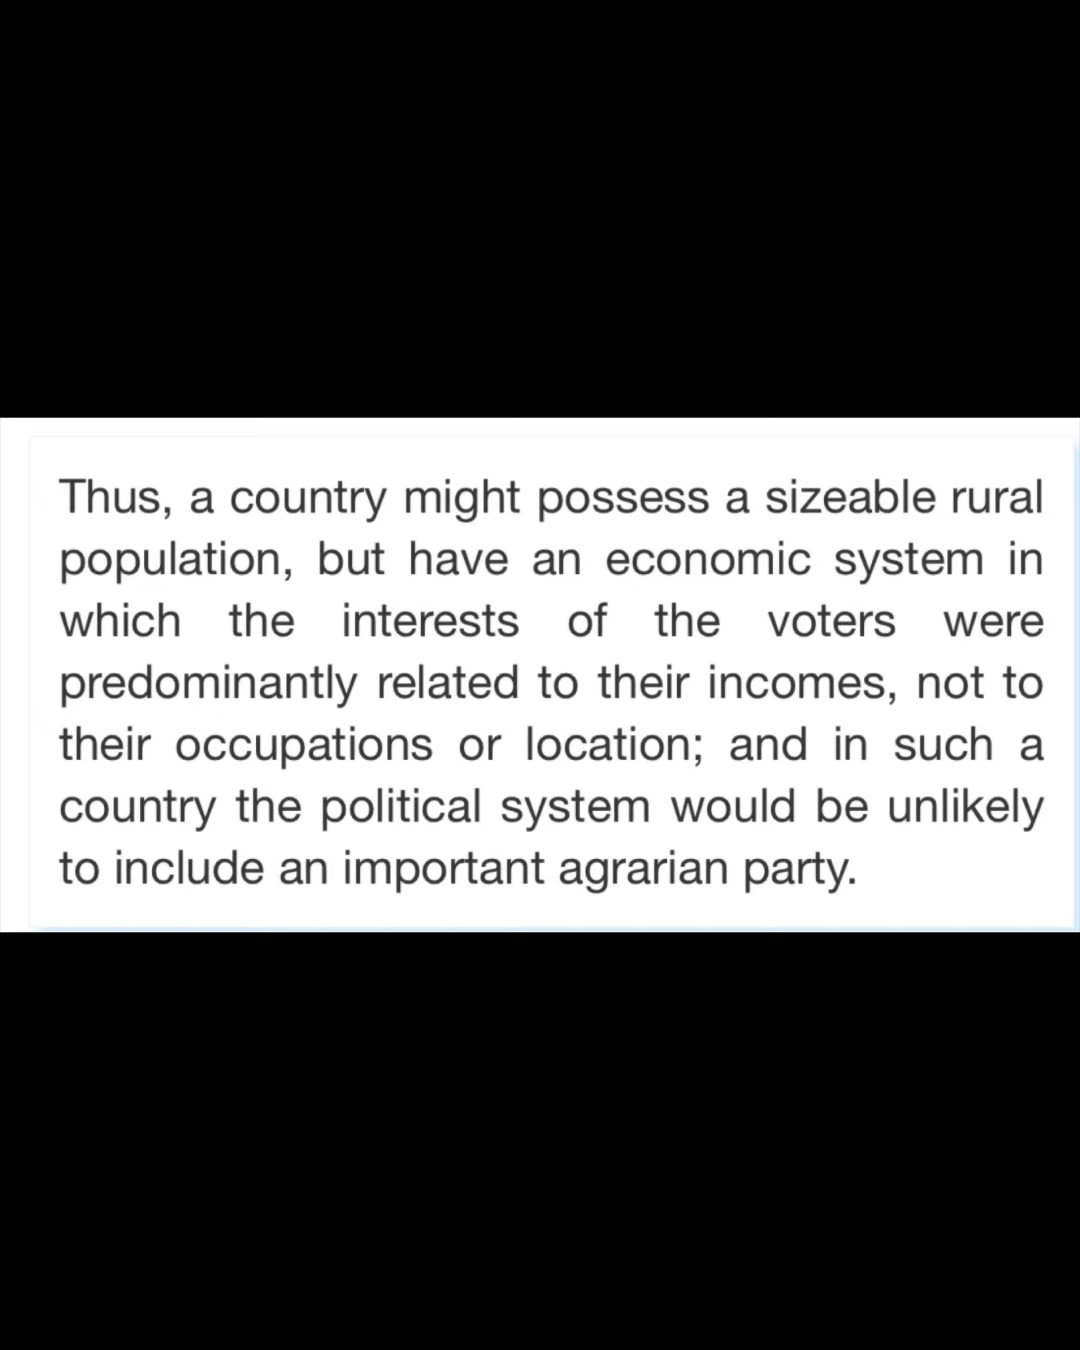 Thus, a country might possess a sizeable rural
population, but have an economic system in
which the interests of the voters were
predominantly related to their incomes, not to
their occupations or location; and in such a
country the political system would be unlikely
to include an important agrarian party.